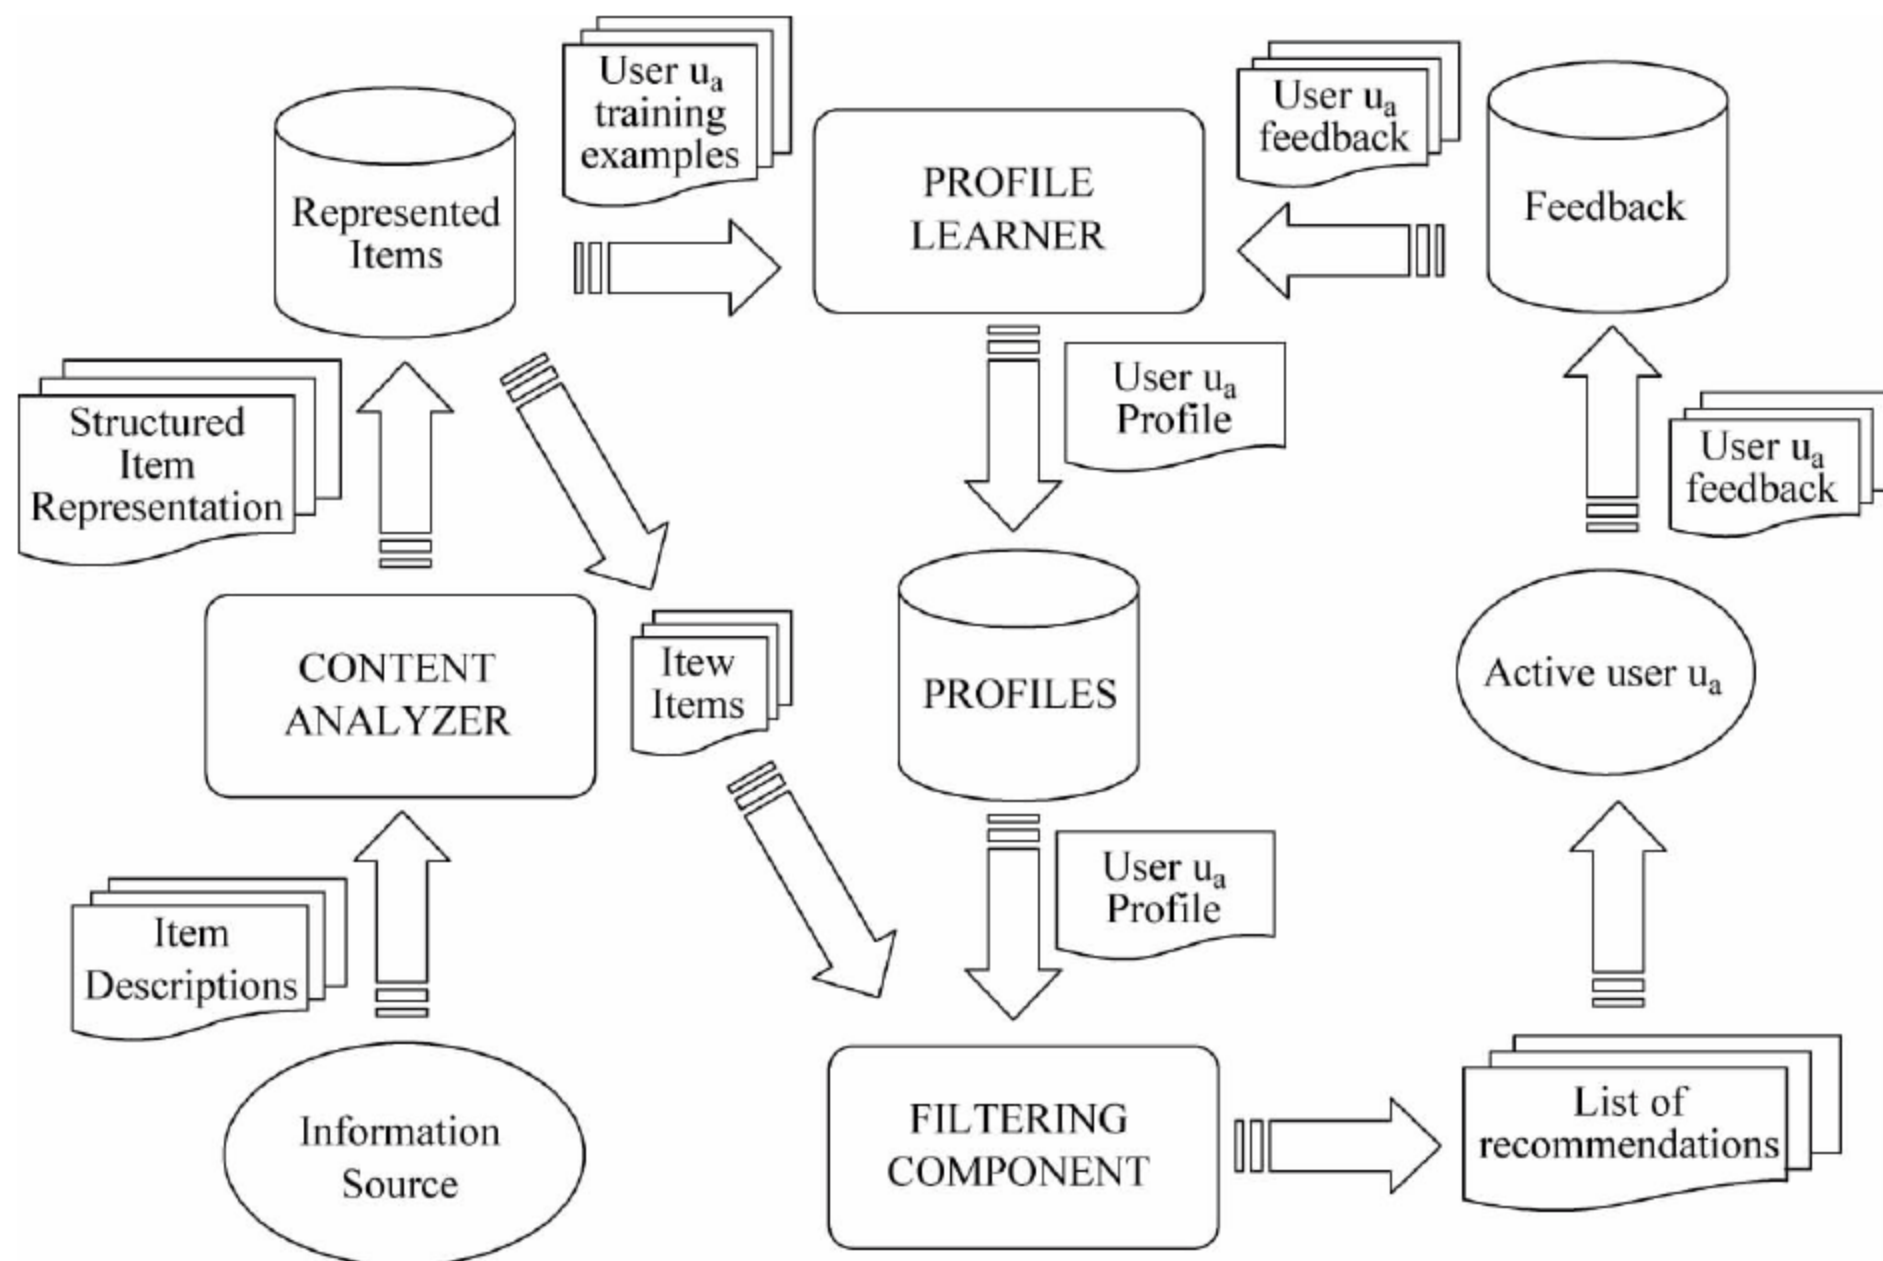 User uₐ
training
examples
User uₐ
feedback
Represented
Items
PROFILE
LEARNER
Feedback
Structured
Item
Representation
User uₐ
Profile
User uₐ
feedback
CONTENT
ANALYZER
Itew
Items
PROFILES
Active user uₐ
Item
Descriptions
User uₐ
Profile
Information
Source
FILTERING
COMPONENT
List of
recommendations